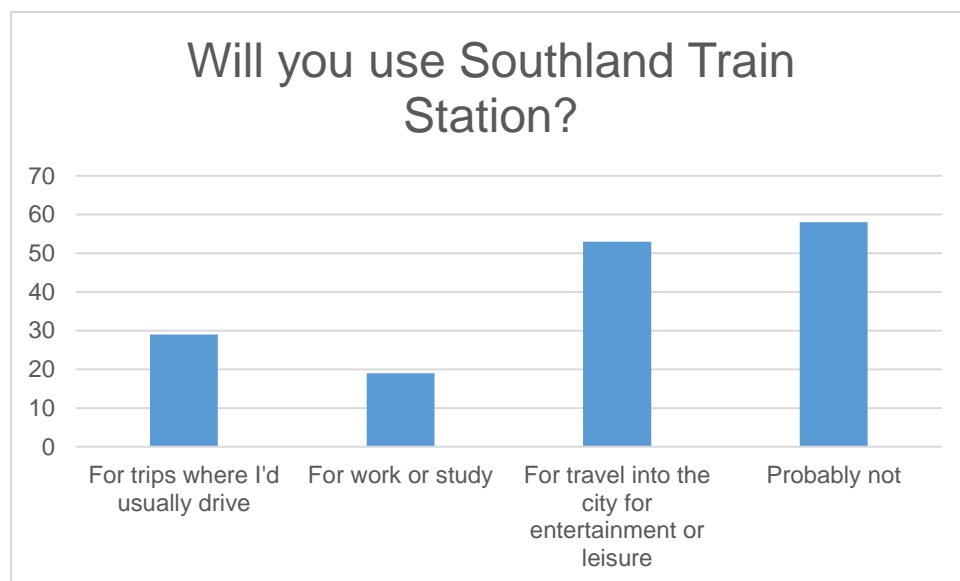 Will you use Southland Train
Station?
70
60
50
40
30
20
10
0
For trips where I'd
usually drive
For work or study
For travel into the
city for
entertainment or
leisure
Probably not